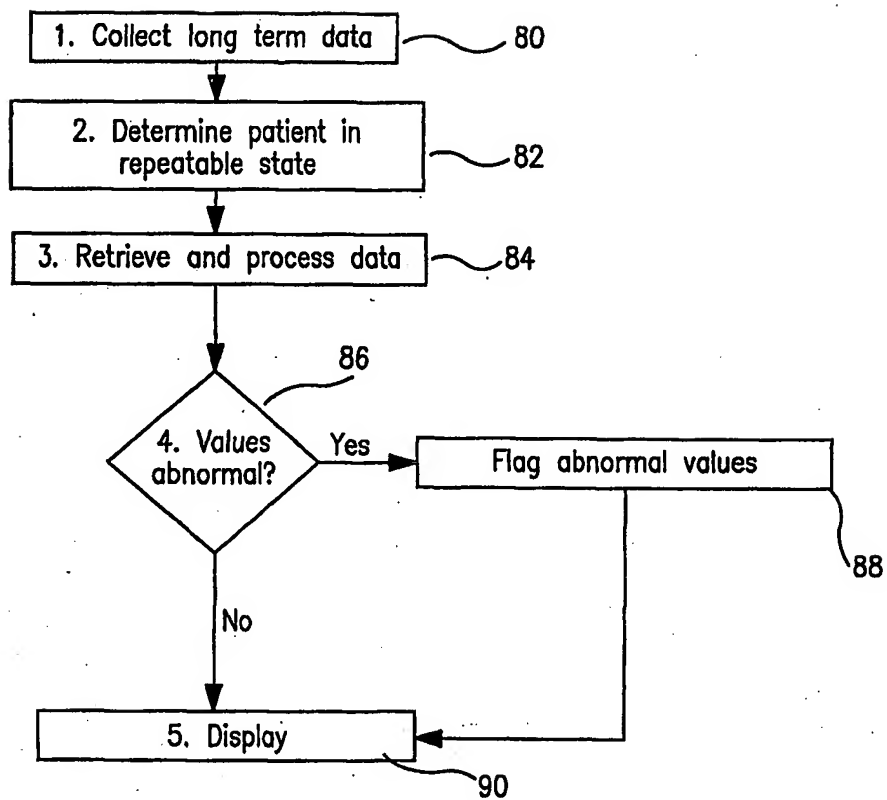 1. Collect long term data
80
2. Determine patient in
repeatable state
82
3. Retrieve and process data
84
86
4. Values
abnormal?
Yes
Flag abnormal values
88
No
5. Display
90